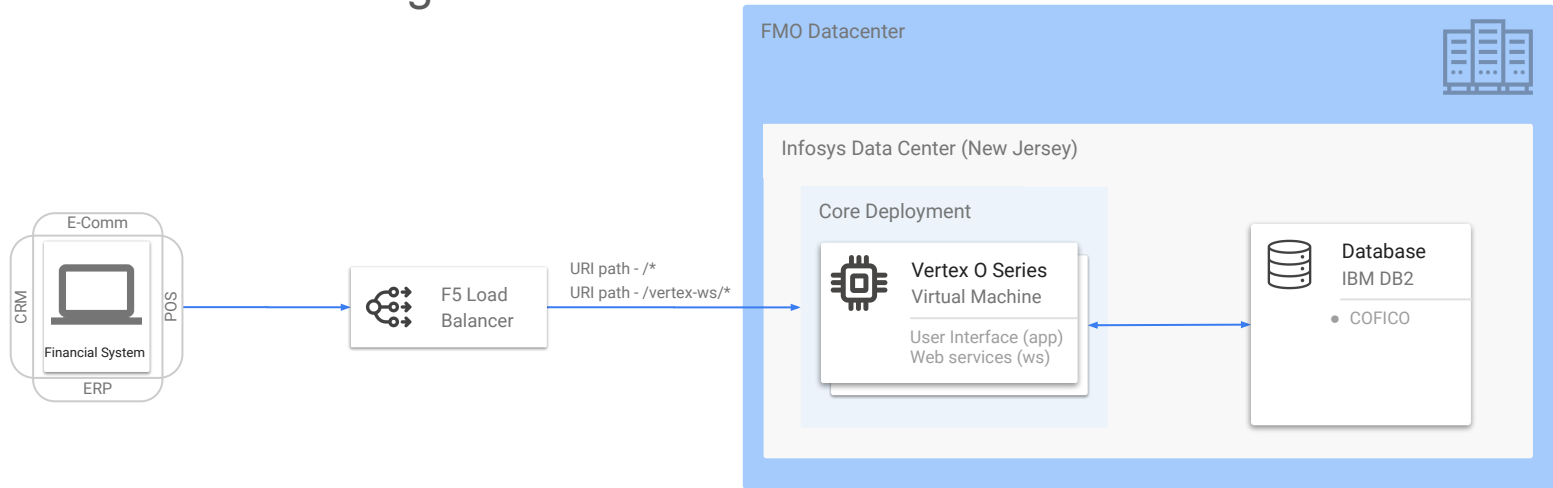 FMO Datacenter
Infosys Data Center (New Jersey)
Core Deployment
E-Comm
CRM
POS
Financial System
ERP
F5 Load
Balancer
URI path - /*
URI path - /vertex-ws/*
Vertex O Series
Virtual Machine
User Interface (app)
Web services (ws)
Database
IBM DB2
COFICO